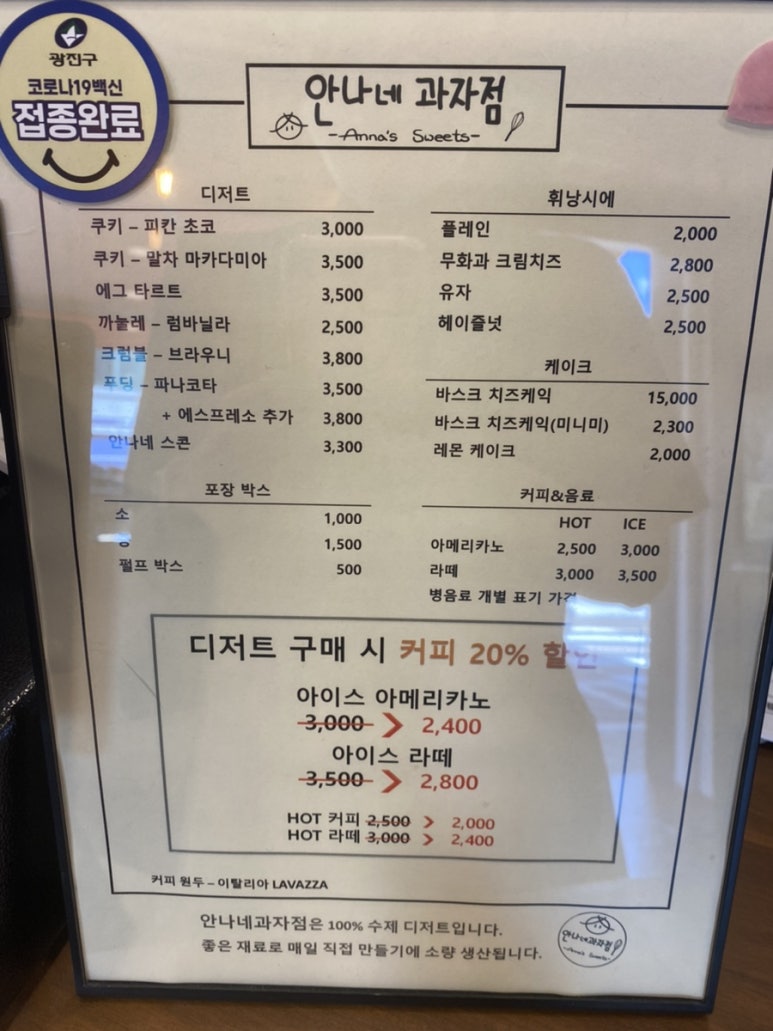 광진구
코로나19백신
접종완료
안나네 과자점
-Anna's Sweets-
디저트
쿠키 – 피칸 초코 3,000
쿠키 – 말차 마카다미아 3,500
에그 타르트 3,500
까눌레 – 럼바닐라 2,500
크럼블 – 브라우니 3,800
푸딩 – 파나코타 3,500
+ 에스프레소 추가 3,800
안나네 스콘 3,300
포장 박스
소 1,000
1,500
펄프 박스 500
휘낭시에
플레인 2,000
무화과 크림치즈 2,800
유자 2,500
헤이즐넛 2,500
케이크
바스크 치즈케익 15,000
바스크 치즈케익(미니미) 2,300
레몬 케이크 2,000
커피&음료
HOT ICE
아메리카노 2,500 3,000
라떼 3,000 3,500
병음료 개별 표기 가격
디저트 구매 시 커피 20% 할인
아이스 아메리카노
3,000 > 2,400
아이스 라떼
3,500 > 2,800
HOT 커피 2,500 > 2,000
HOT 라떼 3,000 > 2,400
커피 원두 – 이탈리아 LAVAZZA
안나네과자점은 100% 수제 디저트입니다.
좋은 재료로 매일 직접 만들기에 소량 생산됩니다.
안나네과자점
-Anna's Sweets-